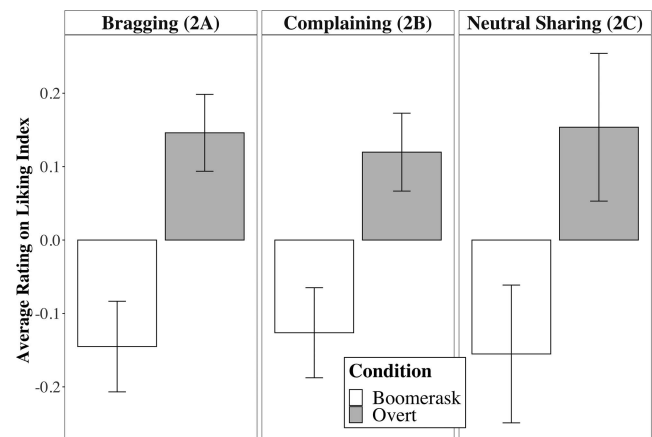 Bragging (2A)
Complaining (2B)
Neutral Sharing (2C)
Average Rating on Liking Index
0.2
0.1
0.0
-0.1
-0.2
Condition
Boomerask
Overt